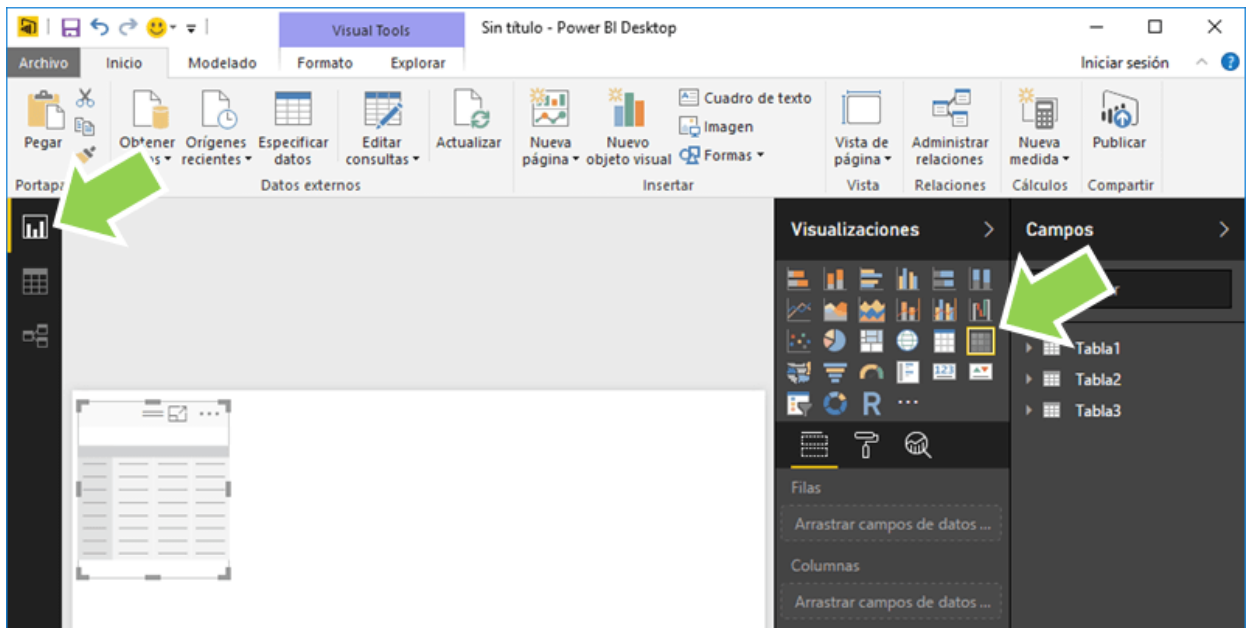 Visual Tools
Sin título - Power BI Desktop
Archivo
Inicio
Modelado
Formato
Explorar
Iniciar sesión
?
Pegar
Obtener
Orígenes
recientes
Especificar
datos
Editar
consultas
Actualizar
Nueva
página
Nuevo
objeto visual
Cuadro de texto
Imagen
Formas
Vista de
página
Administrar
relaciones
Nueva
medida
Publicar
Datos externos
Insertar
Vista
Relaciones
Cálculos
Compartir
Visualizaciones
Campos
123
R
Tabla1
Tabla2
Tabla3
Filas
Arrastrar campos de datos ...
Columnas
Arrastrar campos de datos ...